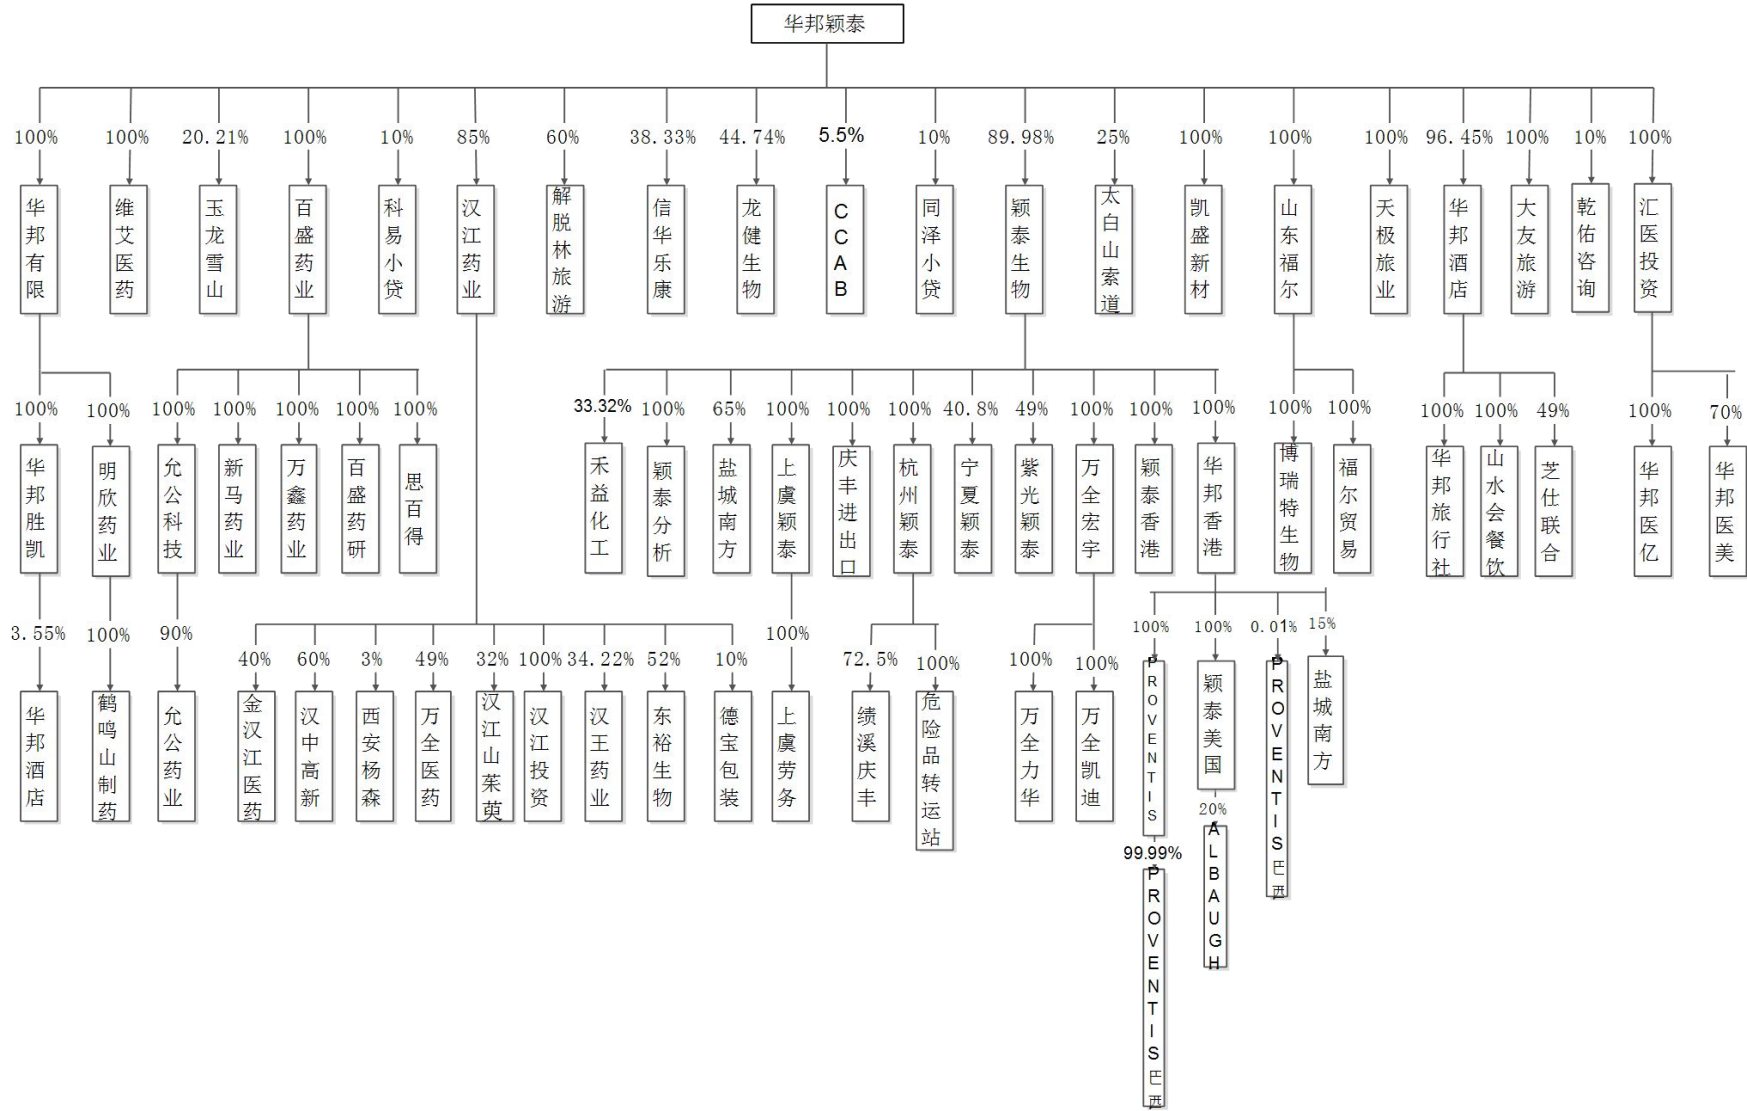 华邦颖泰
100% 100% 20.21% 100% 10% 85% 60% 38.33% 44.74% 5.5% 10% 89.98% 25% 100% 100% 100% 96.45% 100% 10% 100%
华邦有限
维艾医药
玉龙雪山
百盛药业
科易小贷
汉江药业
解脱林旅游
信华乐康
龙健生物
CCAB
同泽小贷
颖泰生物
太白山索道
凯盛新材
山东福尔
天极旅业
华邦酒店
大友旅游
乾佑咨询
汇医投资
100% 100% 100% 100% 100% 100% 100% 33.32% 100% 65% 100% 100% 100% 40.8% 49% 100% 100% 100% 100% 100% 100% 100% 49% 100% 70%
华邦胜凯
明欣药业
允公科技
新马药业
万鑫药业
百盛药研
思百得
禾益化工
颖泰分析
盐城南方
上虞颖泰
庆丰进出口
杭州颖泰
宁夏颖泰
紫光颖泰
万全宏宇
颖泰香港
华邦香港
博瑞特生物
福尔贸易
华邦旅行社
山水会餐饮
芝仕联合
华邦医亿
华邦医美
3.55% 100% 90% 100% 100% 100% 0.01% 15%
40% 60% 3% 49% 32% 100% 34.22% 52% 10% 72.5% 100% 100% 100%
华邦酒店
鹤鸣山制药
允公药业
金汉江医药
汉中高新
西安杨森
万全医药
汉江山茱萸
汉江投资
汉王药业
东裕生物
德宝包装
上虞劳务
绩溪庆丰
危险品转运站
万全力华
万全凯迪
PROVENTIS
颖泰美国
PROVENTIS巴西
盐城南方
20%
ALBAUGH
99.99%
PROVENTIS巴西